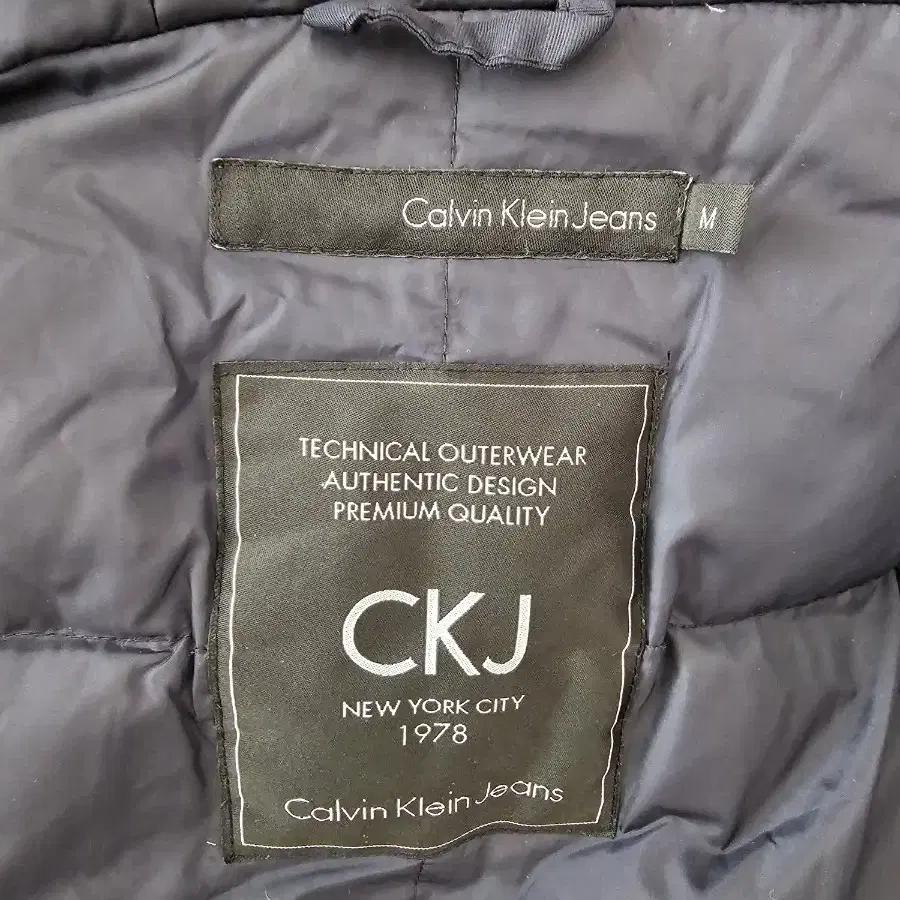 Calvin Klein Jeans
M
TECHNICAL OUTERWEAR
AUTHENTIC DESIGN
PREMIUM QUALITY
CKJ
NEW YORK CITY
1978
Calvin Klein Jeans